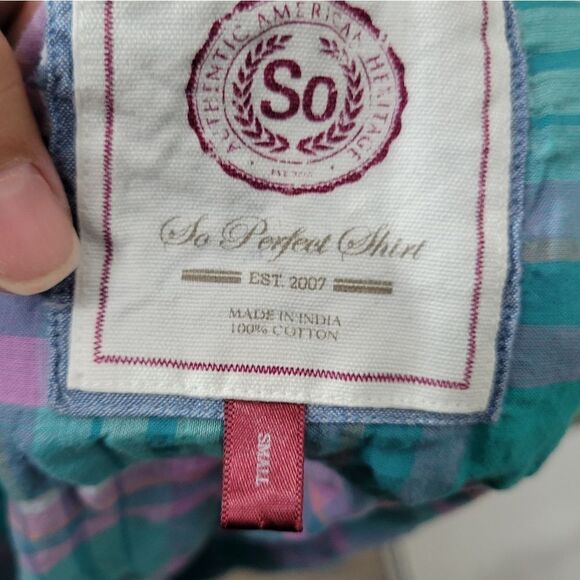 AUTHENTIC AMERICAN HERITAGE
So
So Perfect Shirt
EST. 2007
MADE IN INDIA
100% COTTON
SMALL